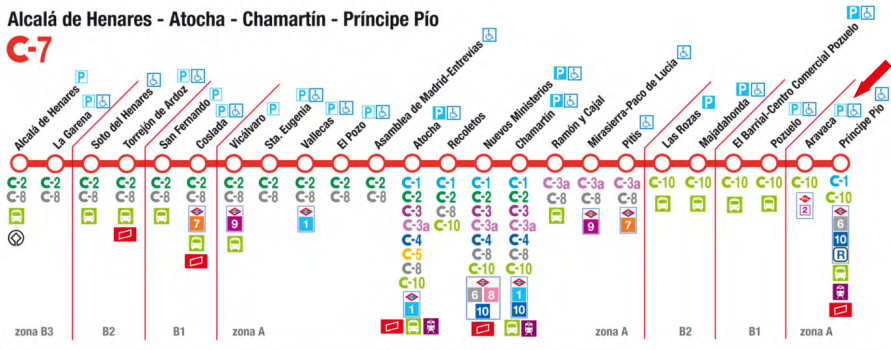 Alcalá de Henares - Atocha - Chamartín - Príncipe Pío
C-7
Alcalá de Henares P
La Garena P
Soto del Henares
Torrejón de Ardoz P
San Fernando P
Coslada P
Vicálvaro P
Sta. Eugenia
Vallecas P
El Pozo
Asamblea de Madrid-Entrevías
Atocha P
Recoletos
Nuevos Ministerios
Chamartín P
Ramón y Cajal
Mirasierra-Paco de Lucía
Pitis
Las Rozas P
Majadahonda P
El Barrial-Centro Comercial Pozuelo P
Pozuelo P
Aravaca P
Príncipe Pío
C-2 C-2 C-2 C-2 C-2 C-2 C-2 C-2 C-2 C-2 C-2 C-1 C-1 C-1 C-1 C-3a C-3a C-3a C-10 C-10 C-10 C-10 C-10 C-1
C-8 C-8 C-8 C-8 C-8 C-8 C-8 C-8 C-8 C-8 C-8 C-2 C-2 C-2 C-2 C-8 C-8 C-8 C-10
C-3 C-8 C-3 C-3
C-3a C-10 C-3a C-3a
C-4 C-4 C-4
C-5 C-8 C-8
C-8 C-10 C-10
C-10
7 9 1 1 6 8 10 1 10 9 7 2 6 10 R
zona B3 B2 B1 zona A zona A B2 B1 zona A